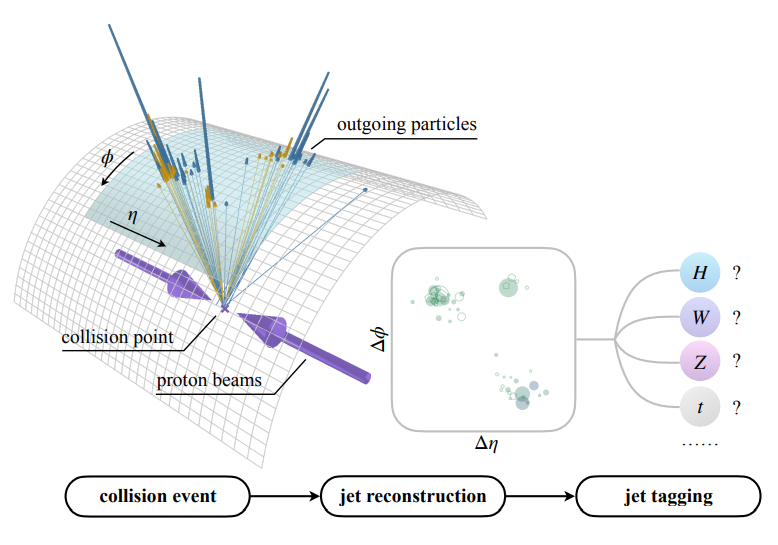 outgoing particles
ϕ
η
collision point
proton beams
Δϕ
Δη
H ?
W ?
Z ?
t ?
......
collision event
jet reconstruction
jet tagging